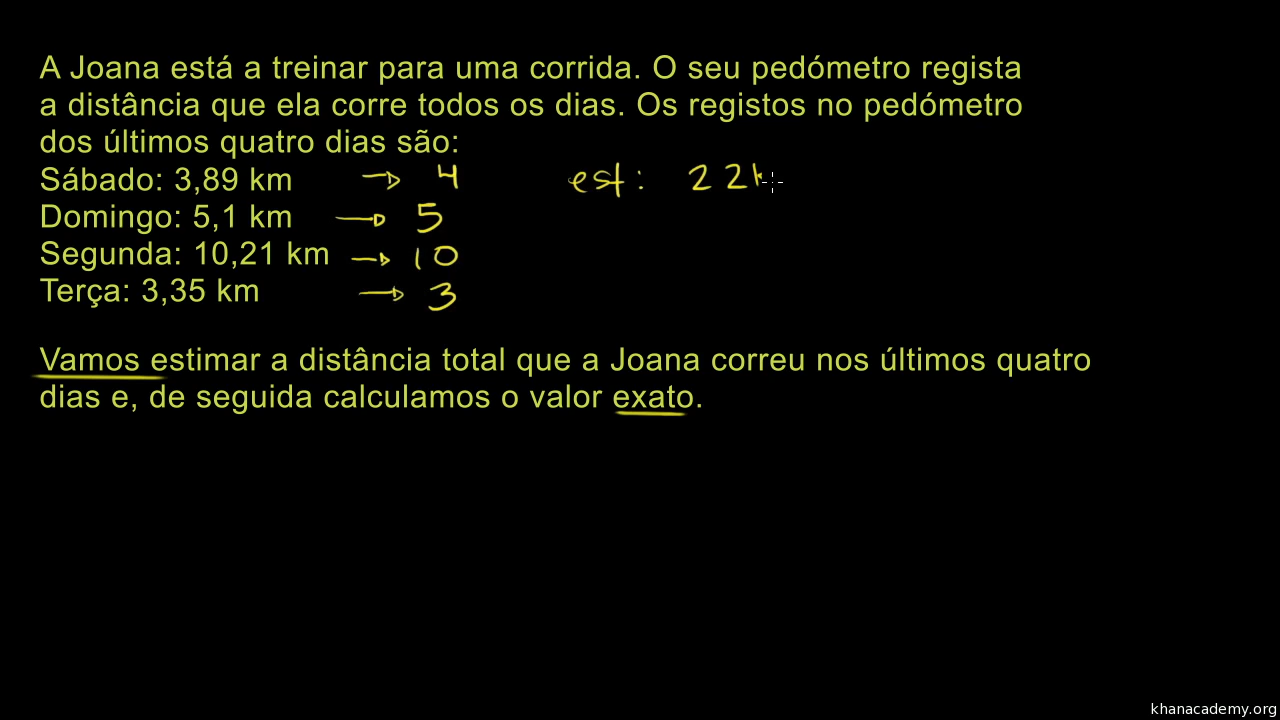 A Joana está a treinar para uma corrida. O seu pedómetro regista
a distância que ela corre todos os dias. Os registos no pedómetro
dos últimos quatro dias são:
Sábado: 3,89 km → 4 est: 22k
Domingo: 5,1 km → 5
Segunda: 10,21 km → 10
Terça: 3,35 km → 3
Vamos estimar a distância total que a Joana correu nos últimos quatro
dias e, de seguida calculamos o valor exato.
khanacademy.org